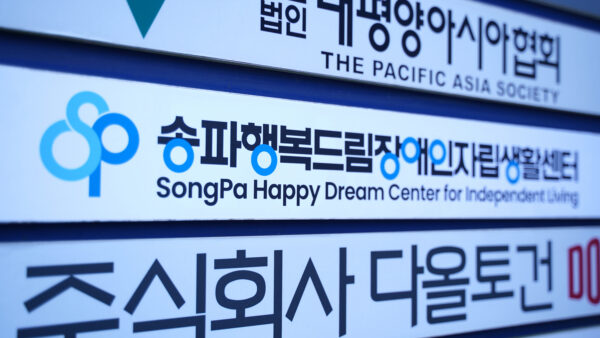 법인 태평양아시아협회
THE PACIFIC ASIA SOCIETY
송파행복드림장애인자립생활센터
SongPa Happy Dream Center for Independent Living
주식회사 다올토건